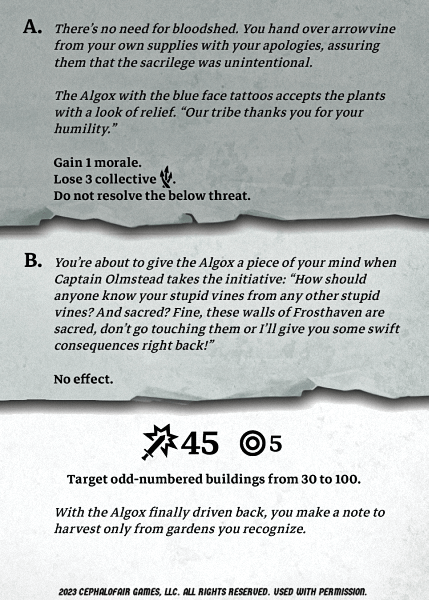 A. There's no need for bloodshed. You hand over arrowvine
from your own supplies with your apologies, assuring
them that the sacrilege was unintentional.
The Algox with the blue face tattoos accepts the plants
with a look of relief. “Our tribe thanks you for your
humility.”
Gain 1 morale.
Lose 3 collective .
Do not resolve the below threat.
B. You're about to give the Algox a piece of your mind when
Captain Olmstead takes the initiative: “How should
anyone know your stupid vines from any other stupid
vines? And sacred? Fine, these walls of Frosthaven are
sacred, don't go touching them or I'll give you some swift
consequences right back!”
No effect.
45 5
Target odd-numbered buildings from 30 to 100.
With the Algox finally driven back, you make a note to
harvest only from gardens you recognize.
2023 CEPHALOFAIR GAMES, LLC. ALL RIGHTS RESERVED. USED WITH PERMISSION.